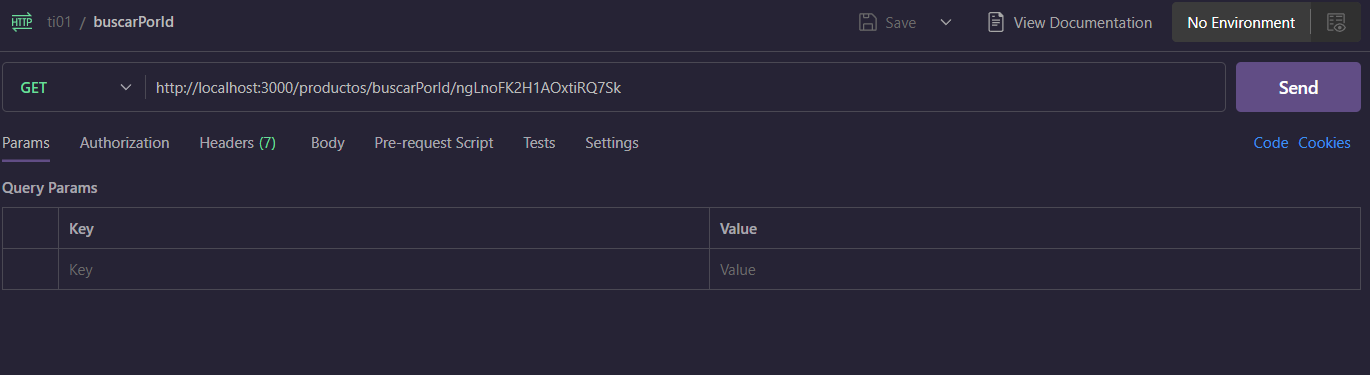 HTTP ti01 / buscarPorId Save View Documentation No Environment
GET http://localhost:3000/productos/buscarPorId/ngLnoFK2H1AOxtiRQ7Sk Send
Params Authorization Headers (7) Body Pre-request Script Tests Settings Code Cookies
Query Params
Key Value
Key Value